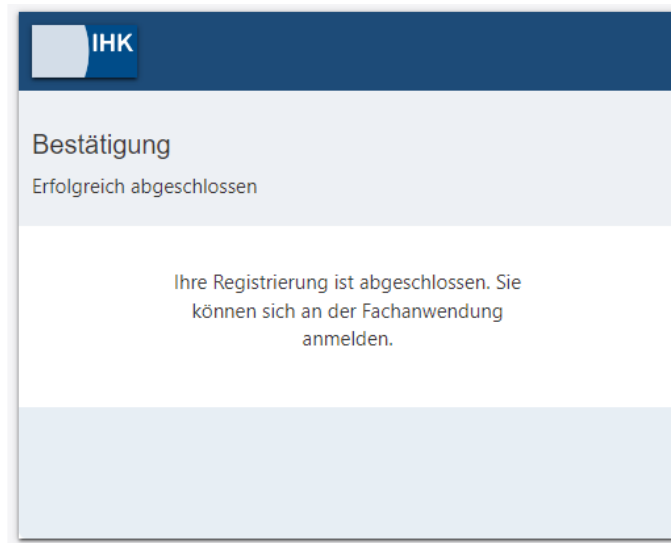 IHK
Bestätigung
Erfolgreich abgeschlossen
Ihre Registrierung ist abgeschlossen. Sie
können sich an der Fachanwendung
anmelden.